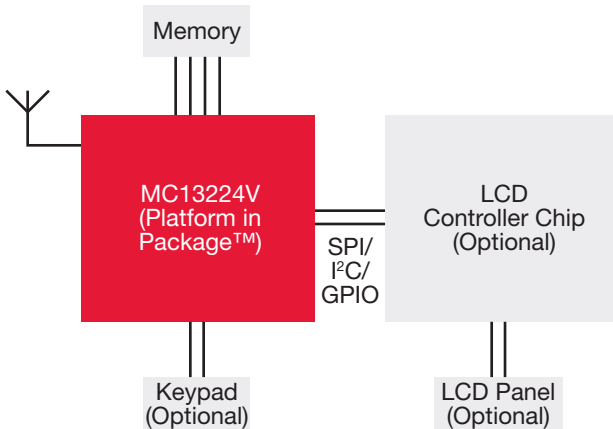 Memory
MC13224V
(Platform in
Package™)
SPI/
I²C/
GPIO
LCD
Controller Chip
(Optional)
Keypad
(Optional)
LCD Panel
(Optional)